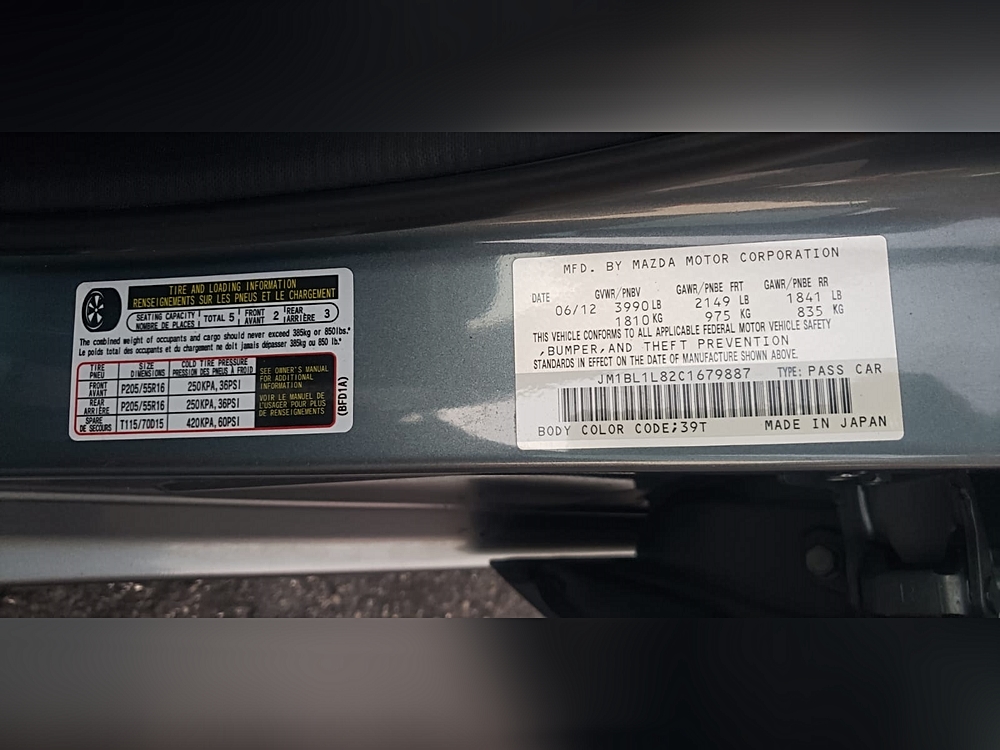 TIRE AND LOADING INFORMATION
RENSEIGNEMENTS SUR LES PNEUS ET LE CHARGEMENT
SEATING CAPACITY
NOMBRE DE PLACES
TOTAL 5
FRONT
AVANT
2
REAR
ARRIÈRE
3
The combined weight of occupants and cargo should never exceed 385kg or 850lbs."
Le poids total des occupants et du chargement ne doit jamais dépasser 385kg ou 850 lb."
TIRE
PNEU
SIZE
DIMENSIONS
COLD TIRE PRESSURE
PRESSION DES PNEUS À FROID
FRONT
AVANT
P205/55R16
250KPA,36PSI
REAR
ARRIÈRE
P205/55R16
250KPA,36PSI
SPARE
DE SECOURS
T115/70D15
420KPA,60PSI
SEE OWNER'S MANUAL
FOR ADDITIONAL
INFORMATION
VOIR LE MANUEL DE
L'USAGER POUR PLUS
DE RENSEIGNEMENTS
(BFD1A)
MFD. BY MAZDA MOTOR CORPORATION
DATE GVWR/PNBV GAWR/PNBE FRT GAWR/PNBE RR
06/12 3990LB 2149 LB 1841 LB
1810KG 975 KG 835 KG
THIS VEHICLE CONFORMS TO ALL APPLICABLE FEDERAL MOTOR VEHICLE SAFETY
,BUMPER,AND THEFT PREVENTION
STANDARDS IN EFFECT ON THE DATE OF MANUFACTURE SHOWN ABOVE.
JM1BL1L82C1679887 TYPE: PASS CAR
BODY COLOR CODE;39T MADE IN JAPAN